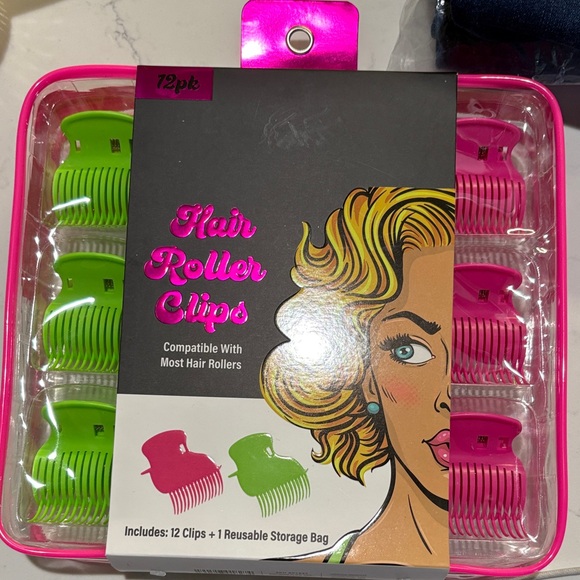 12pk
Hair
Roller
Clips
Compatible With
Most Hair Rollers
Includes: 12 Clips + 1 Reusable Storage Bag